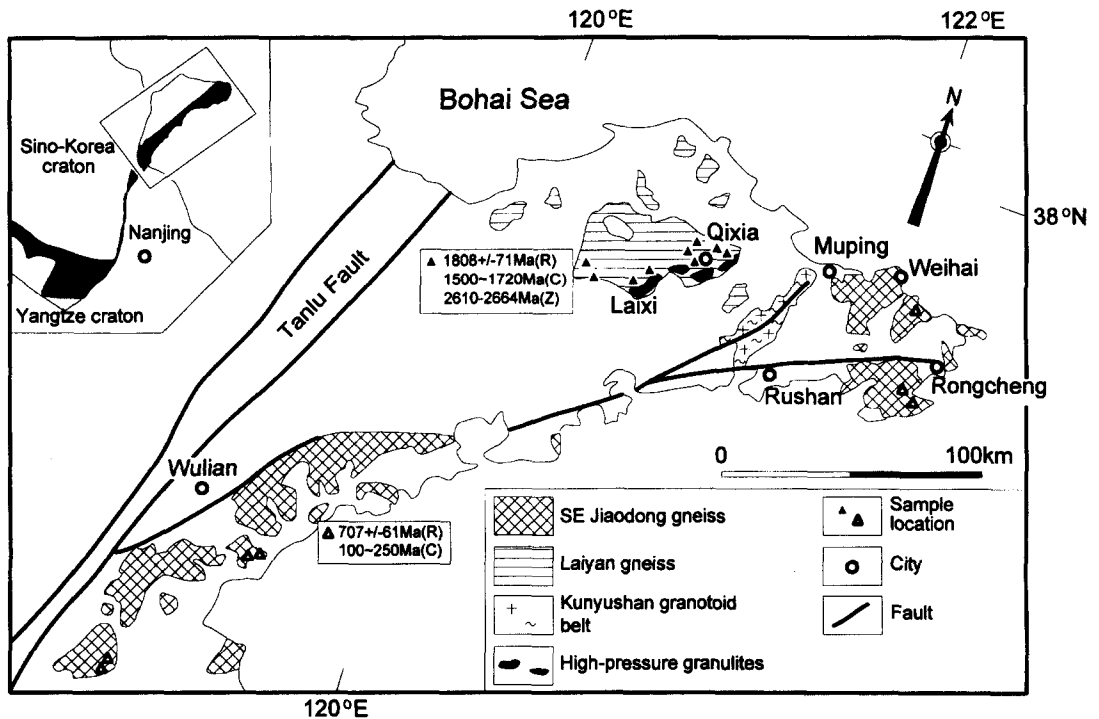 120°E
122°E
Bohai Sea
N
Sino-Korea
craton
Nanjing
Yangtze craton
38°N
Tanlu Fault
1808+/-71Ma(R)
1500~1720Ma(C)
2610-2664Ma(Z)
Qixia
Laixi
Muping
Weihai
Rushan
Rongcheng
0
100km
Wulian
707+/-61Ma(R)
100~250Ma(C)
SE Jiaodong gneiss
Laiyan gneiss
Kunyushan granotoid
belt
High-pressure granulites
Sample
location
City
Fault
120°E